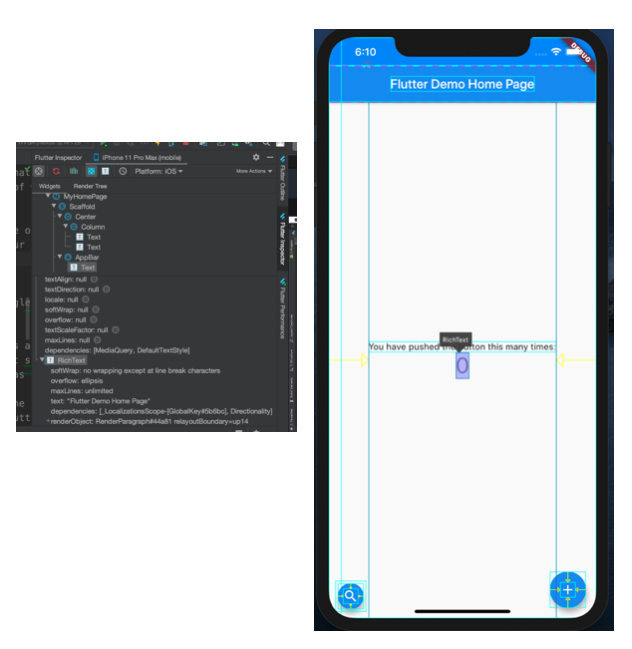 Flutter Inspector
iPhone 11 Pro Max (mobile)
Platform: iOS
More Actions
Widgets
Render Tree
MyHomePage
Scaffold
Center
Column
Text
Text
AppBar
Text
textAlign: null
textDirection: null
locale: null
softWrap: null
overflow: null
textScaleFactor: null
maxLines: null
dependencies: [MediaQuery, DefaultTextStyle]
RichText
softWrap: no wrapping except at line break characters
overflow: ellipsis
maxLines: unlimited
text: "Flutter Demo Home Page"
dependencies: [_LocalizationsScope-[GlobalKey#5b6bc], Directionality]
renderObject: RenderParagraph#44a81 relayoutBoundary=up14
Flutter Outline
Flutter Inspector
Flutter Performance
6:10
DEBUG
Flutter Demo Home Page
RichText
You have pushed the button this many times:
0